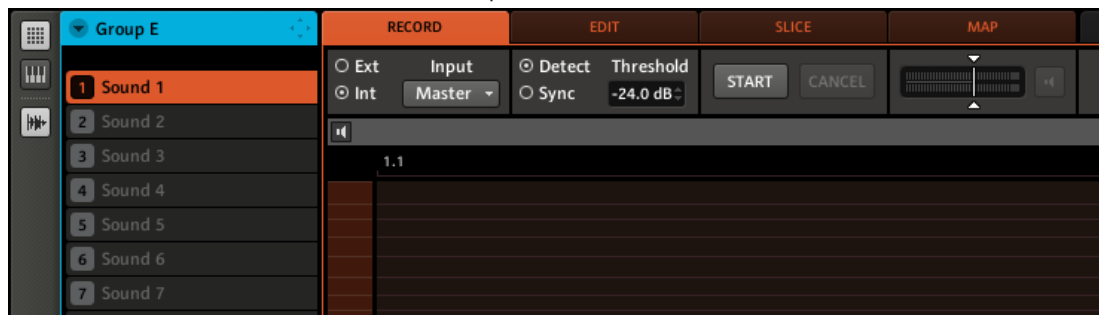 Group E
RECORD EDIT SLICE MAP
Ext Input Detect Threshold
Int Master Sync -24.0 dB START CANCEL
1 Sound 1
2 Sound 2
3 Sound 3
4 Sound 4
5 Sound 5
6 Sound 6
7 Sound 7
1.1